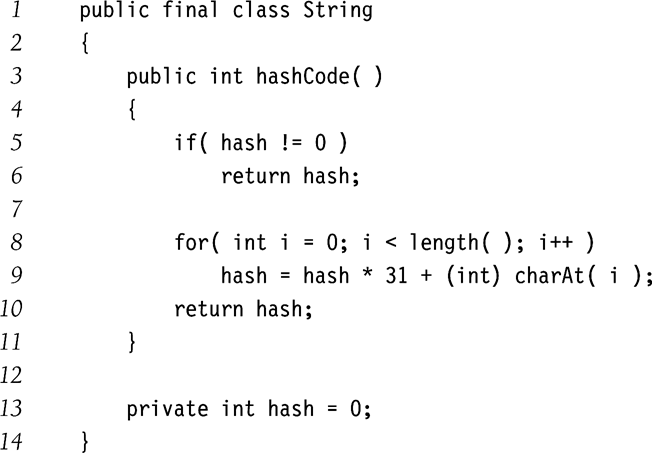 1 public final class String
2 {
3 public int hashCode( )
4 {
5 if( hash != 0 )
6 return hash;
7
8 for( int i = 0; i < length( ); i++ )
9 hash = hash * 31 + (int) charAt( i );
10 return hash;
11 }
12
13 private int hash = 0;
14 }